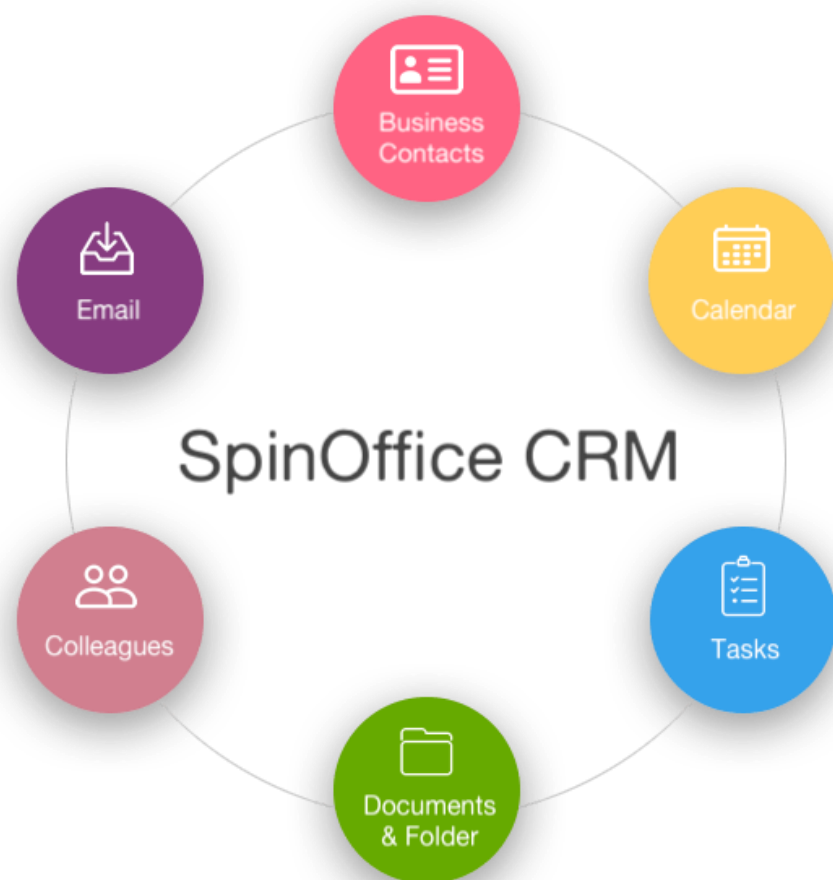 Business
Contacts
Email
Calendar
SpinOffice CRM
Colleagues
Tasks
Documents
& Folder